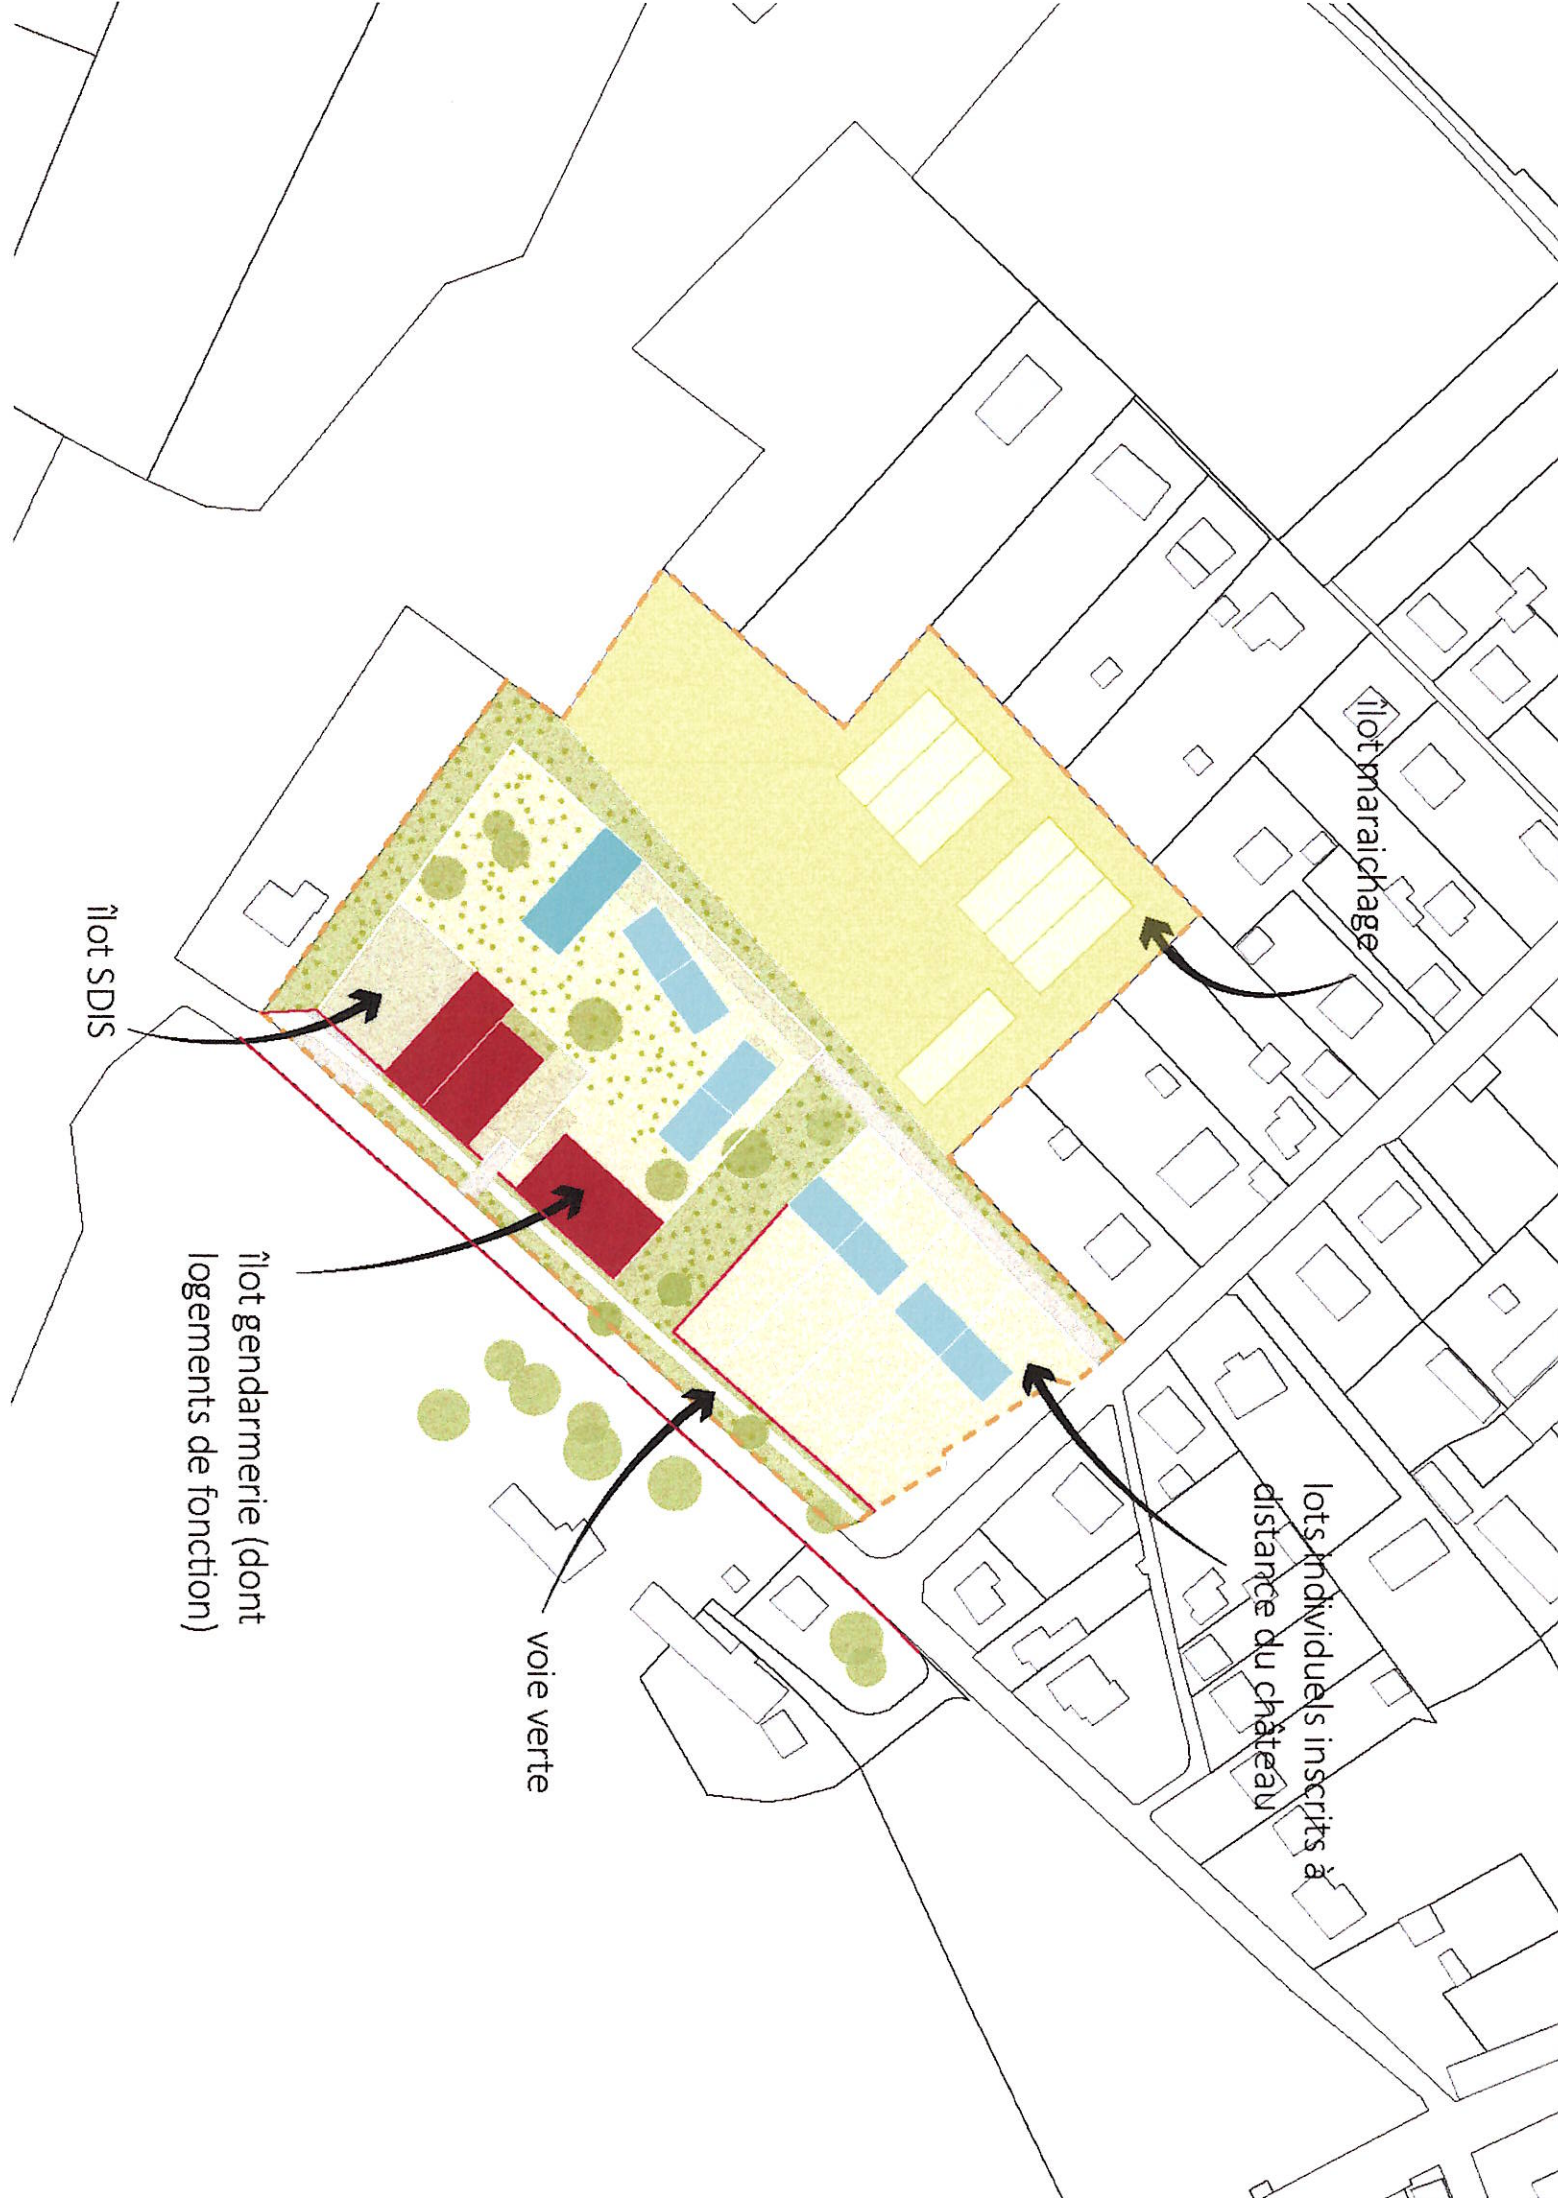 îlot maraichage
lots individuels inscrits à
distance du château
voie verte
îlot gendarmerie (dont
logements de fonction)
îlot SDIS